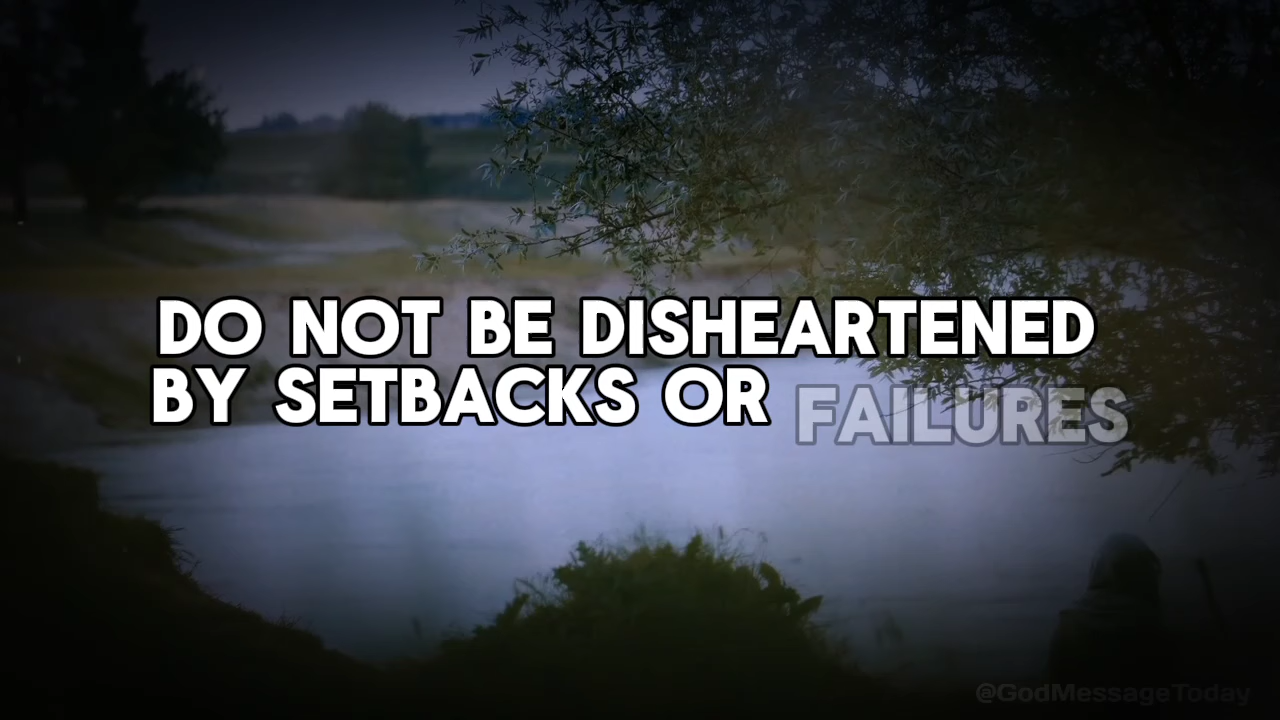 DO NOT BE DISHEARTENED
BY SETBACKS OR FAILURES
@GodMessageToday